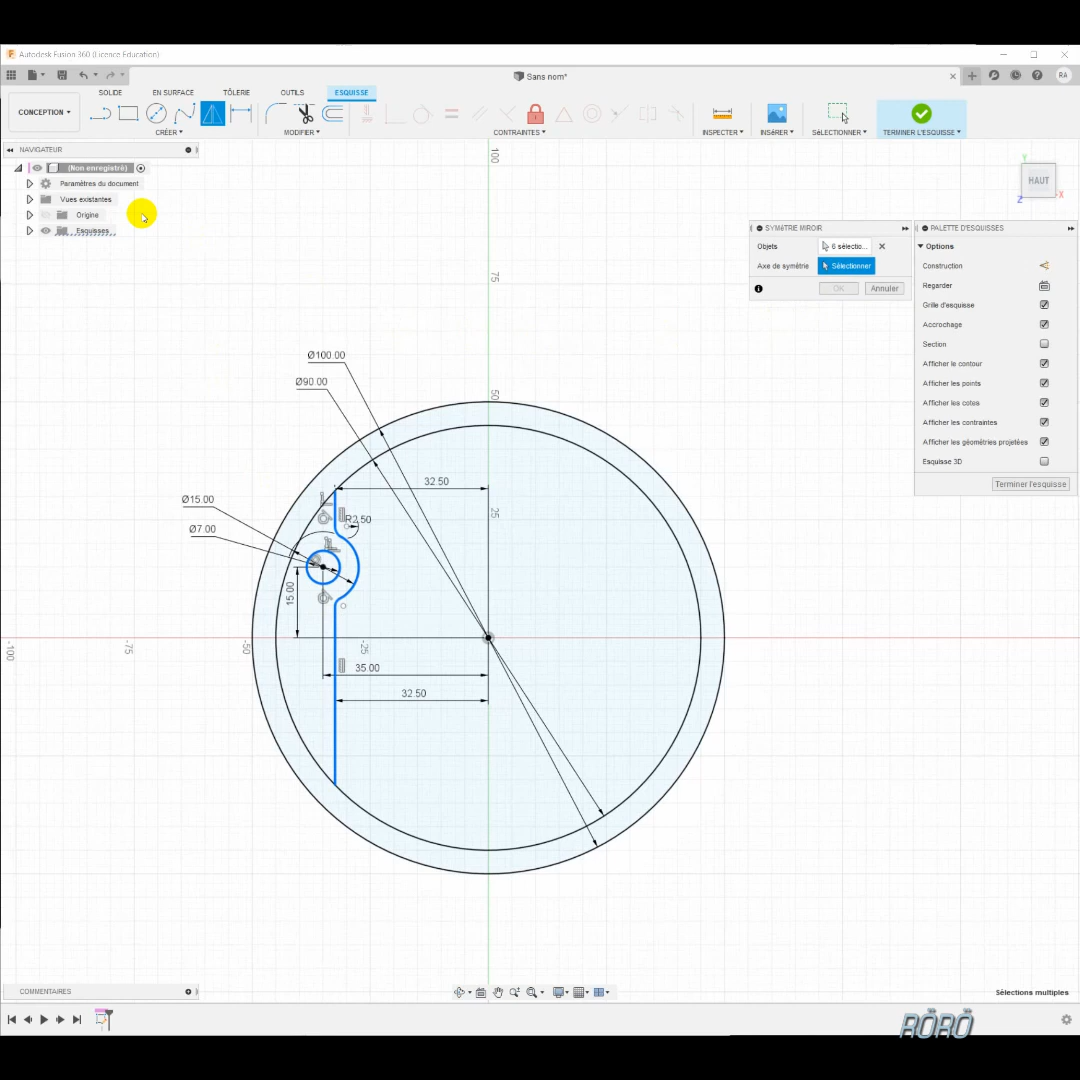 Autodesk Fusion 360 (Licence Education)
Sans nom*
RA
SOLIDE EN SURFACE TÔLERIE OUTILS ESQUISSE
CONCEPTION
CRÉER MODIFIER CONTRAINTES INSPECTER INSÉRER SÉLECTIONNER TERMINER L'ESQUISSE
NAVIGATEUR
(Non enregistré)
Paramètres du document
Vues existantes
Origine
Esquisses
HAUT
Y
X
Z
SYMÉTRIE MIROIR
Objets 6 sélectio...
Axe de symétrie Sélectionner
OK Annuler
PALETTE D'ESQUISSES
Options
Construction
Regarder
Grille d'esquisse
Accrochage
Section
Afficher le contour
Afficher les points
Afficher les cotes
Afficher les contraintes
Afficher les géométries projetées
Esquisse 3D
Terminer l'esquisse
100
75
50
25
-100
-75
-50
-25
Ø100.00
Ø90.00
32.50
Ø15.00
R2.50
Ø7.00
15.00
35.00
32.50
COMMENTAIRES
Sélections multiples
RÖRÖ